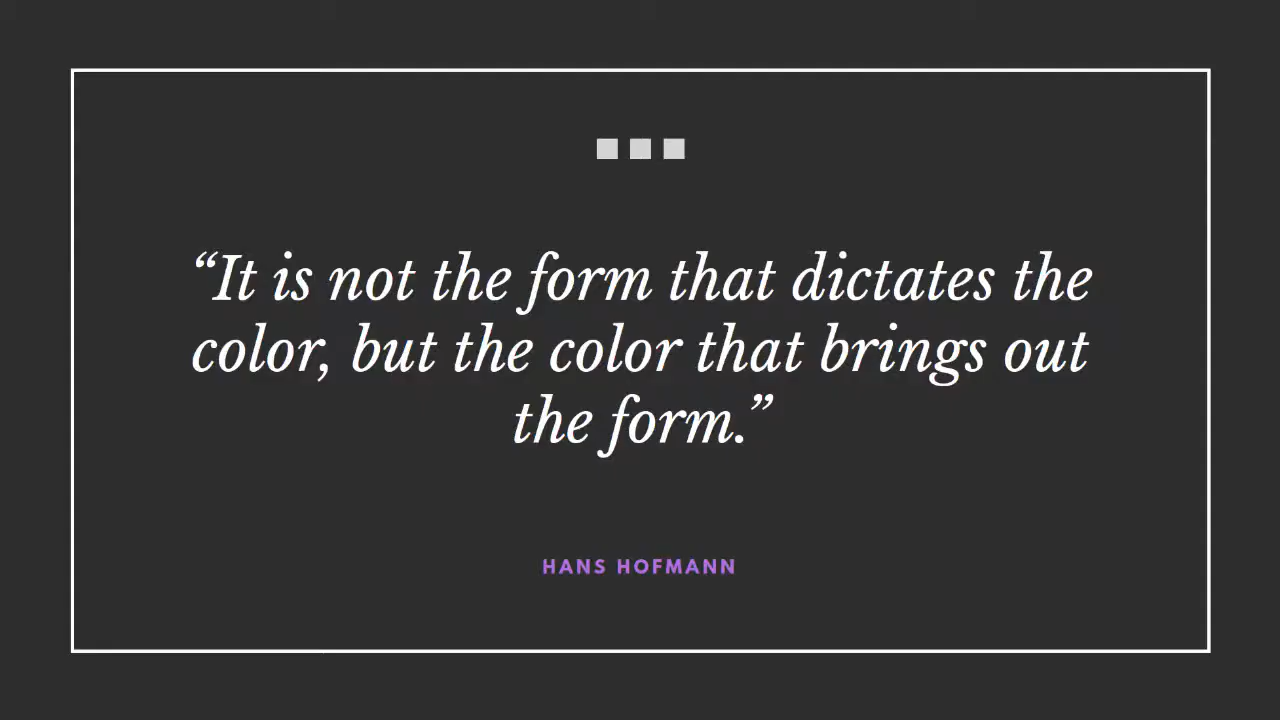 “It is not the form that dictates the
color, but the color that brings out
the form.”
HANS HOFMANN